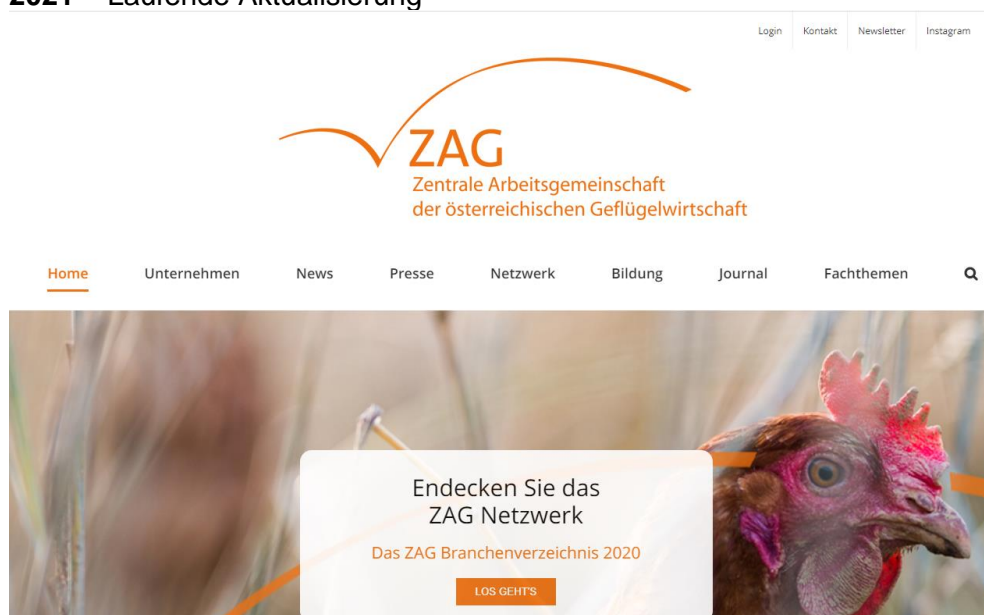 2021 Laufende Aktualisierung
Login Kontakt Newsletter Instagram
ZAG
Zentrale Arbeitsgemeinschaft
der österreichischen Geflügelwirtschaft
Home Unternehmen News Presse Netzwerk Bildung Journal Fachthemen
Endecken Sie das
ZAG Netzwerk
Das ZAG Branchenverzeichnis 2020
LOS GEHT'S